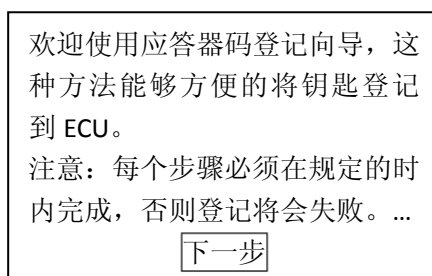 欢迎使用应答器码登记向导，这
种方法能够方便的将钥匙登记
到 ECU。
注意：每个步骤必须在规定的时
内完成，否则登记将会失败。...
下一步